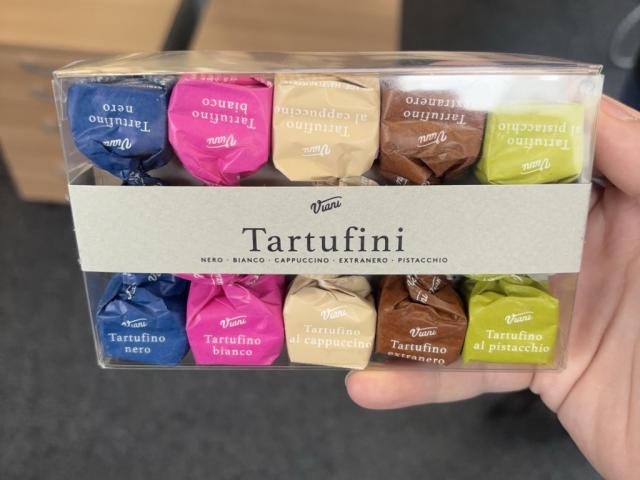 Tartufino
nero
Viani
Tartufino
bianco
Viani
Tartufino
al cappuccino
Viani
Tartufino
extranero
Viani
Tartufino
al pistacchio
Viani
Viani
Tartufini
NERO · BIANCO · CAPPUCCINO · EXTRANERO · PISTACCHIO
Viani
Tartufino
nero
Viani
Tartufino
bianco
Viani
Tartufino
al cappuccino
Viani
Tartufino
extranero
Viani
Tartufino
al pistacchio